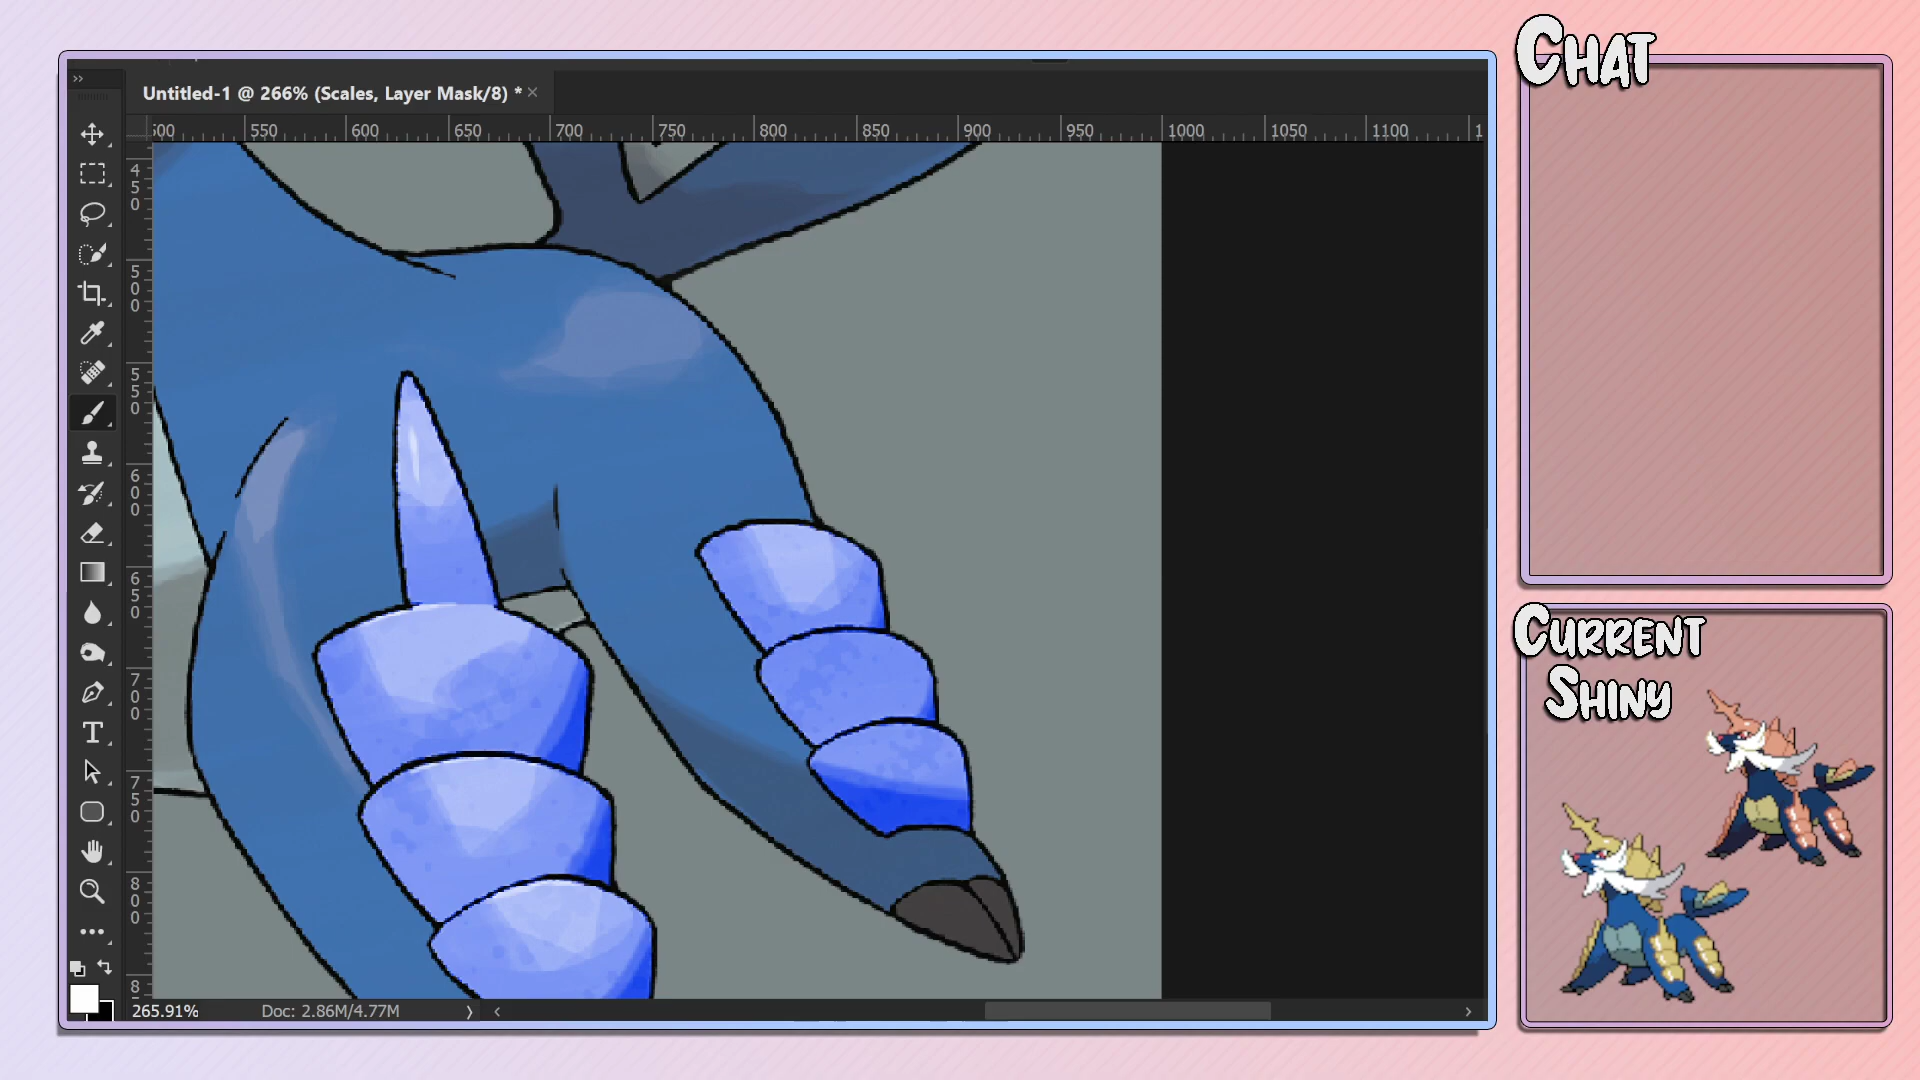 CHAT
Untitled-1 @ 266% (Scales, Layer Mask/8) * ×
500 550 600 650 700 750 800 850 900 950 1000 1050 1100 1
450
500
550
600
650
700
750
800
8
CURRENT
SHINY
265.91% Doc: 2.86M/4.77M